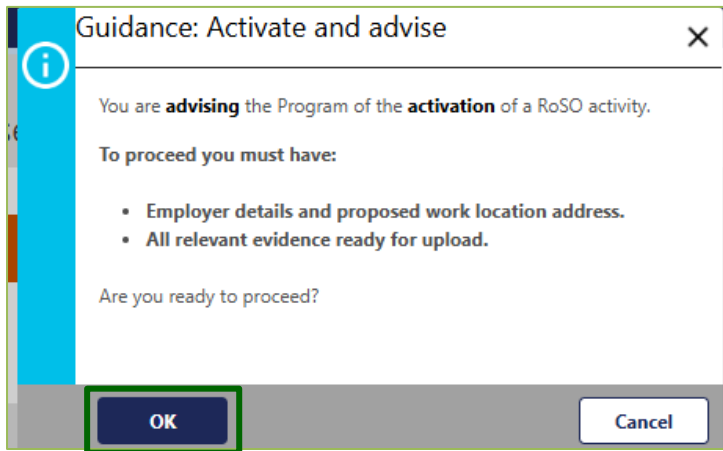 Guidance: Activate and advise
You are advising the Program of the activation of a RoSO activity.
To proceed you must have:
• Employer details and proposed work location address.
• All relevant evidence ready for upload.
Are you ready to proceed?
OK
Cancel